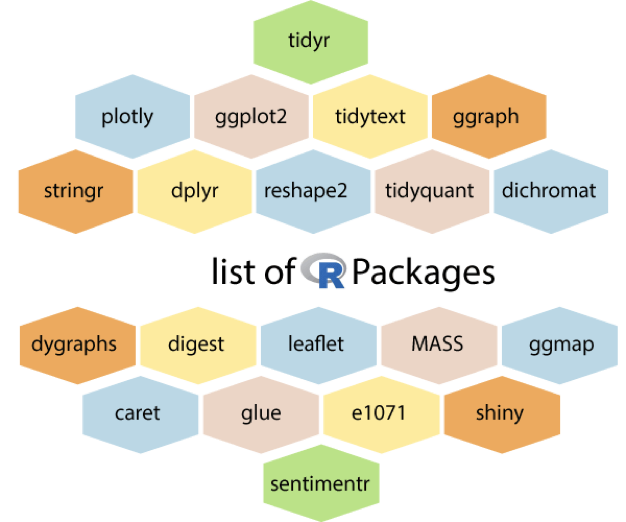 tidyr
plotly ggplot2 tidytext ggraph
stringr dplyr reshape2 tidyquant dichromat
list of R Packages
dygraphs digest leaflet MASS ggmap
caret glue e1071 shiny
sentimentr